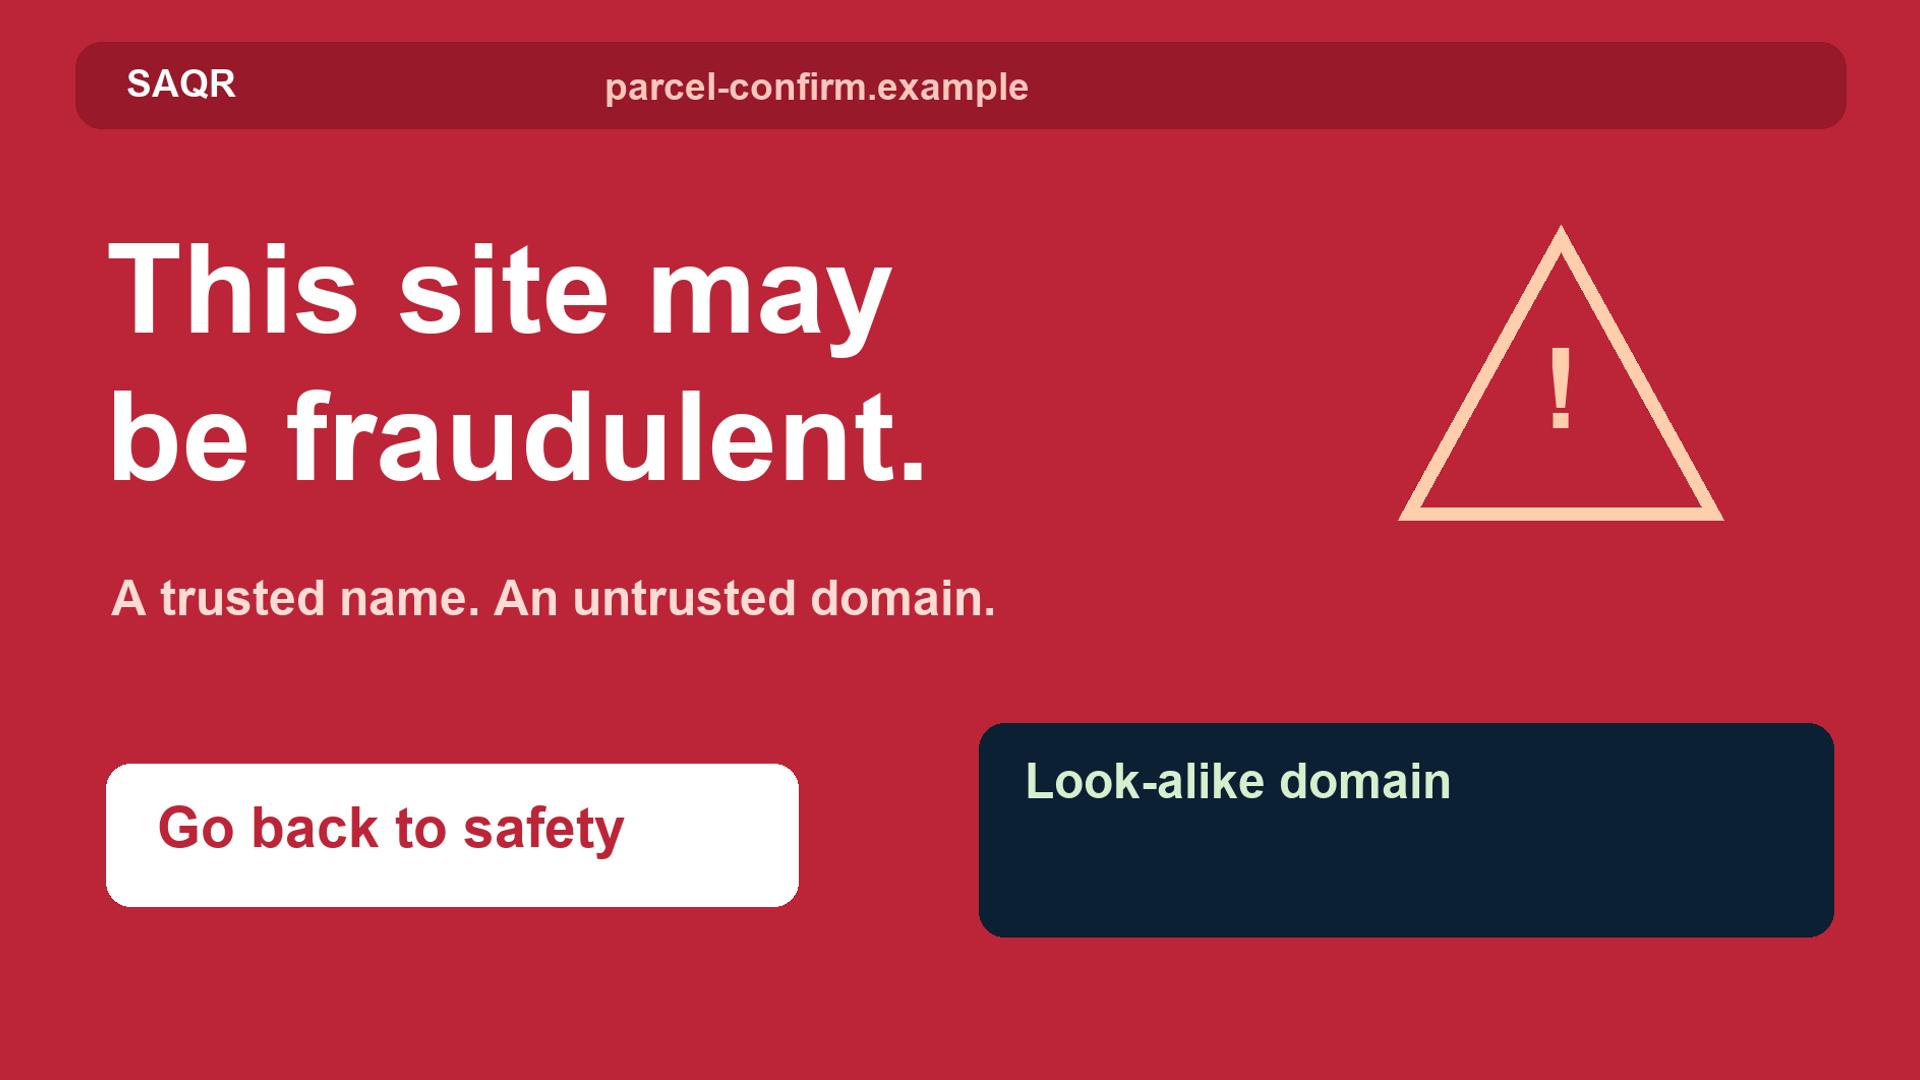 SAQR
parcel-confirm.example
This site may
be fraudulent.
!
A trusted name. An untrusted domain.
Go back to safety
Look-alike domain